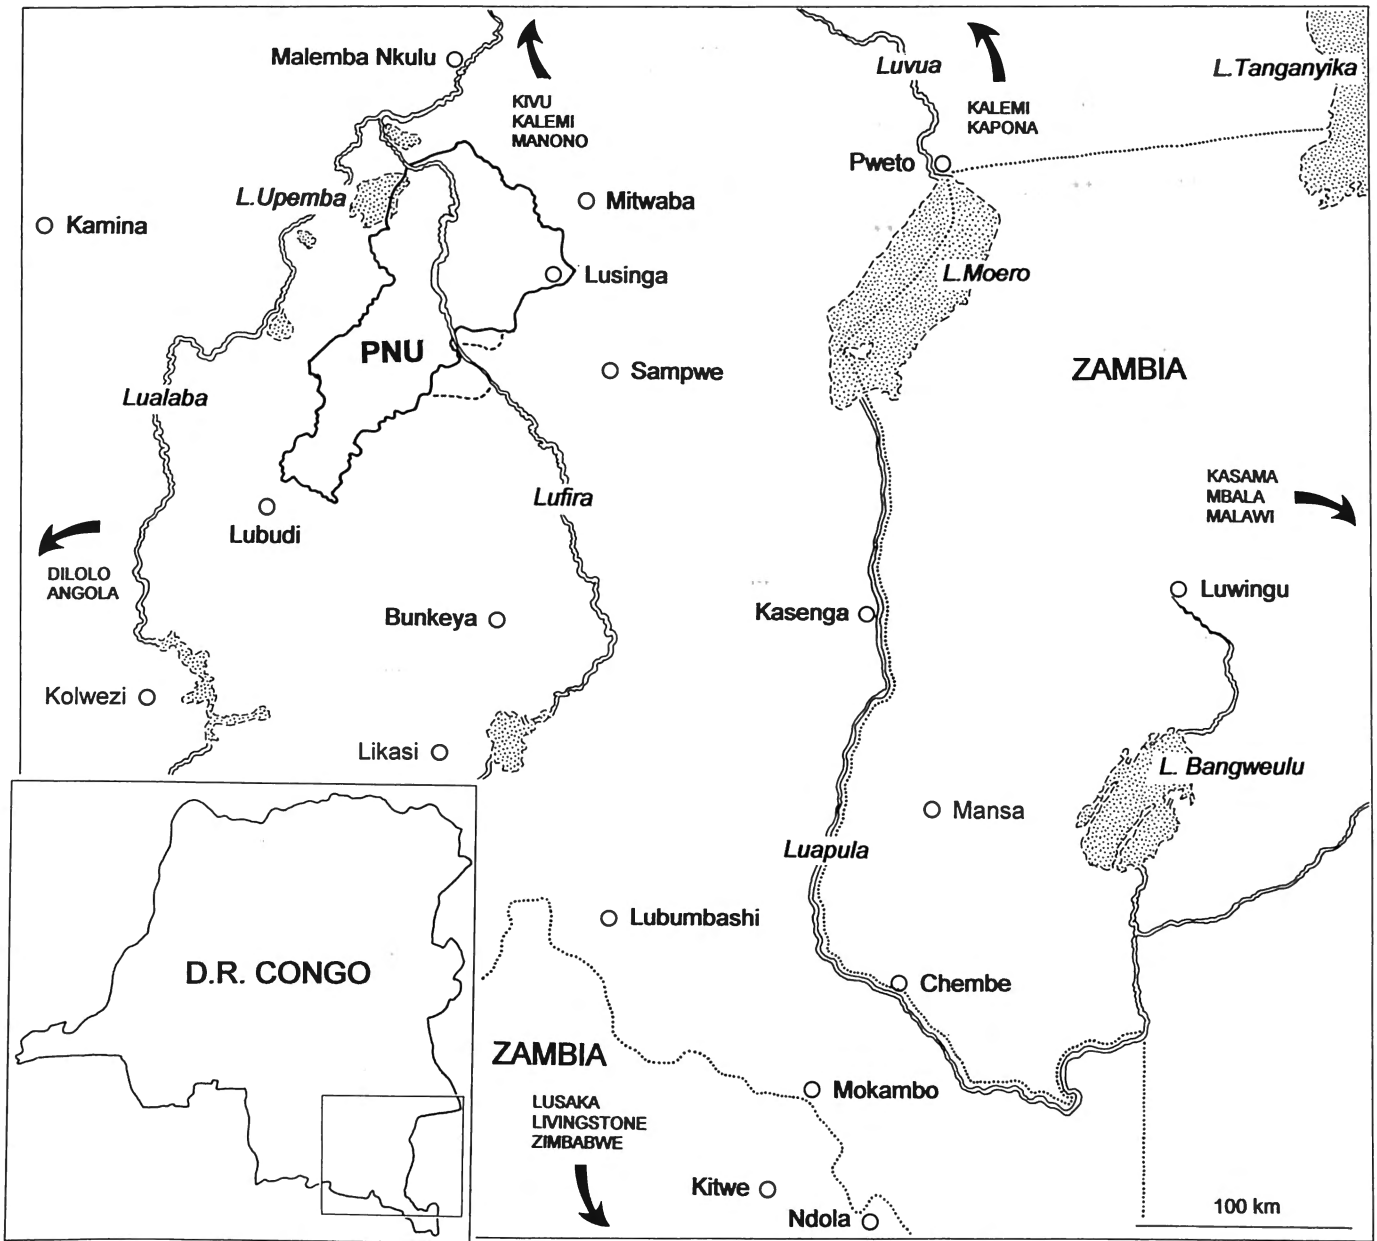 Malemba Nkulu
KIVU
KALEMI
MANONO
Luvua
KALEMI
KAPONA
L.Tanganyika
Pweto
L.Upemba
Mitwaba
Kamina
Lusinga
L.Moero
PNU
Sampwe
ZAMBIA
Lualaba
KASAMA
MBALA
MALAWI
Lufira
Lubudi
DILOLO
ANGOLA
Luwingu
Bunkeya
Kasenga
Kolwezi
Likasi
L. Bangweulu
Mansa
Luapula
Lubumbashi
D.R. CONGO
Chembe
ZAMBIA
Mokambo
LUSAKA
LIVINGSTONE
ZIMBABWE
Kitwe
Ndola
100 km